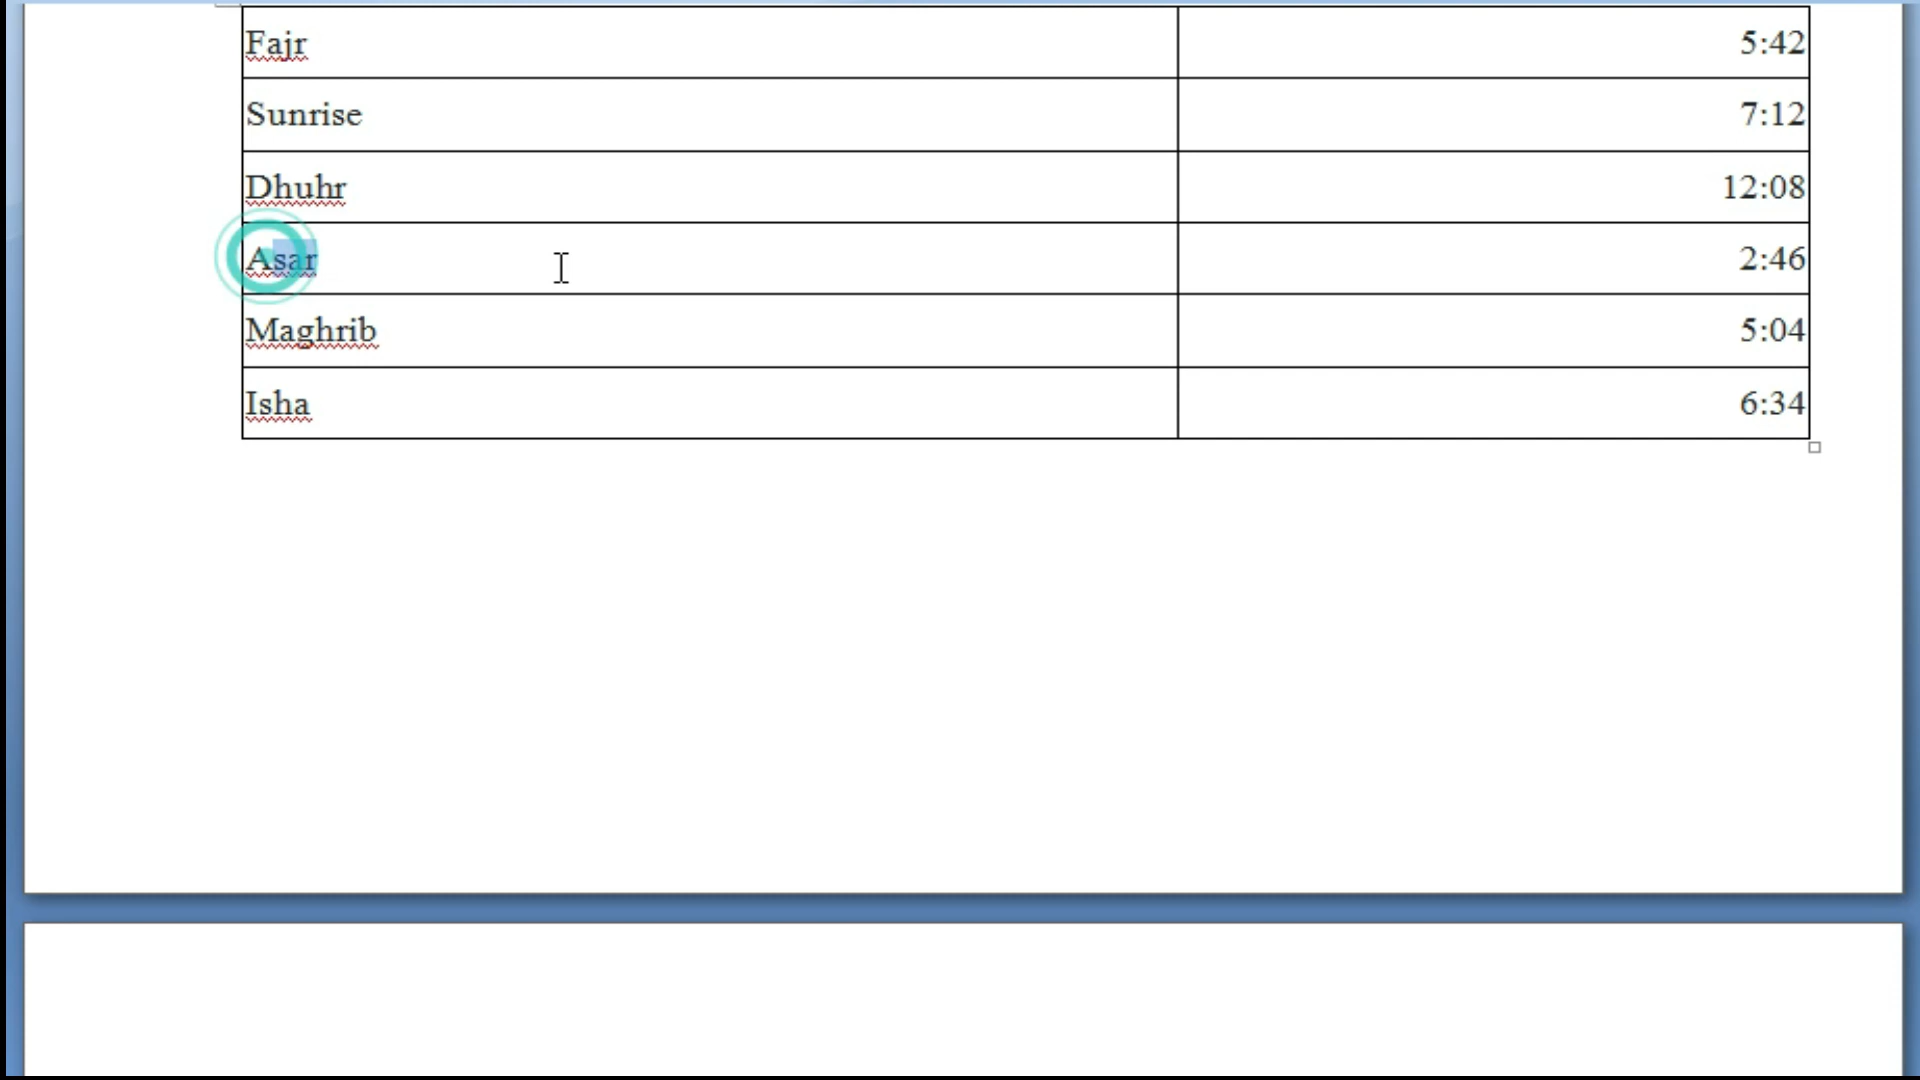 Fajr 5:42
Sunrise 7:12
Dhuhr 12:08
Asar 2:46
Maghrib 5:04
Isha 6:34